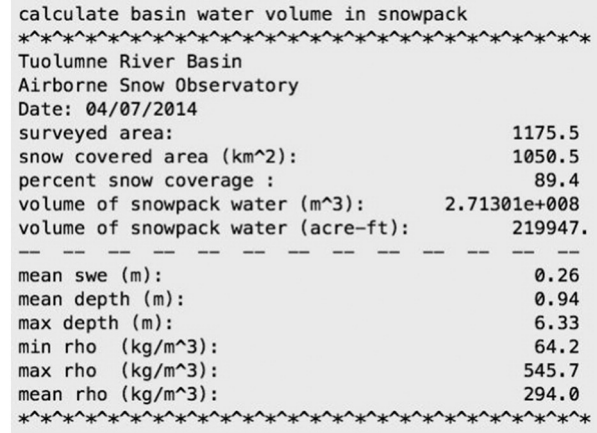 calculate basin water volume in snowpack
*^*^*^*^*^*^*^*^*^*^*^*^*^*^*^*^*^*^*^*^*^*^*^*^*^*
Tuolumne River Basin
Airborne Snow Observatory
Date: 04/07/2014
surveyed area: 1175.5
snow covered area (km^2): 1050.5
percent snow coverage : 89.4
volume of snowpack water (m^3): 2.71301e+008
volume of snowpack water (acre-ft): 219947.
-- -- -- -- -- -- -- -- -- -- -- -- --
mean swe (m): 0.26
mean depth (m): 0.94
max depth (m): 6.33
min rho (kg/m^3): 64.2
max rho (kg/m^3): 545.7
mean rho (kg/m^3): 294.0
*^*^*^*^*^*^*^*^*^*^*^*^*^*^*^*^*^*^*^*^*^*^*^*^*^*